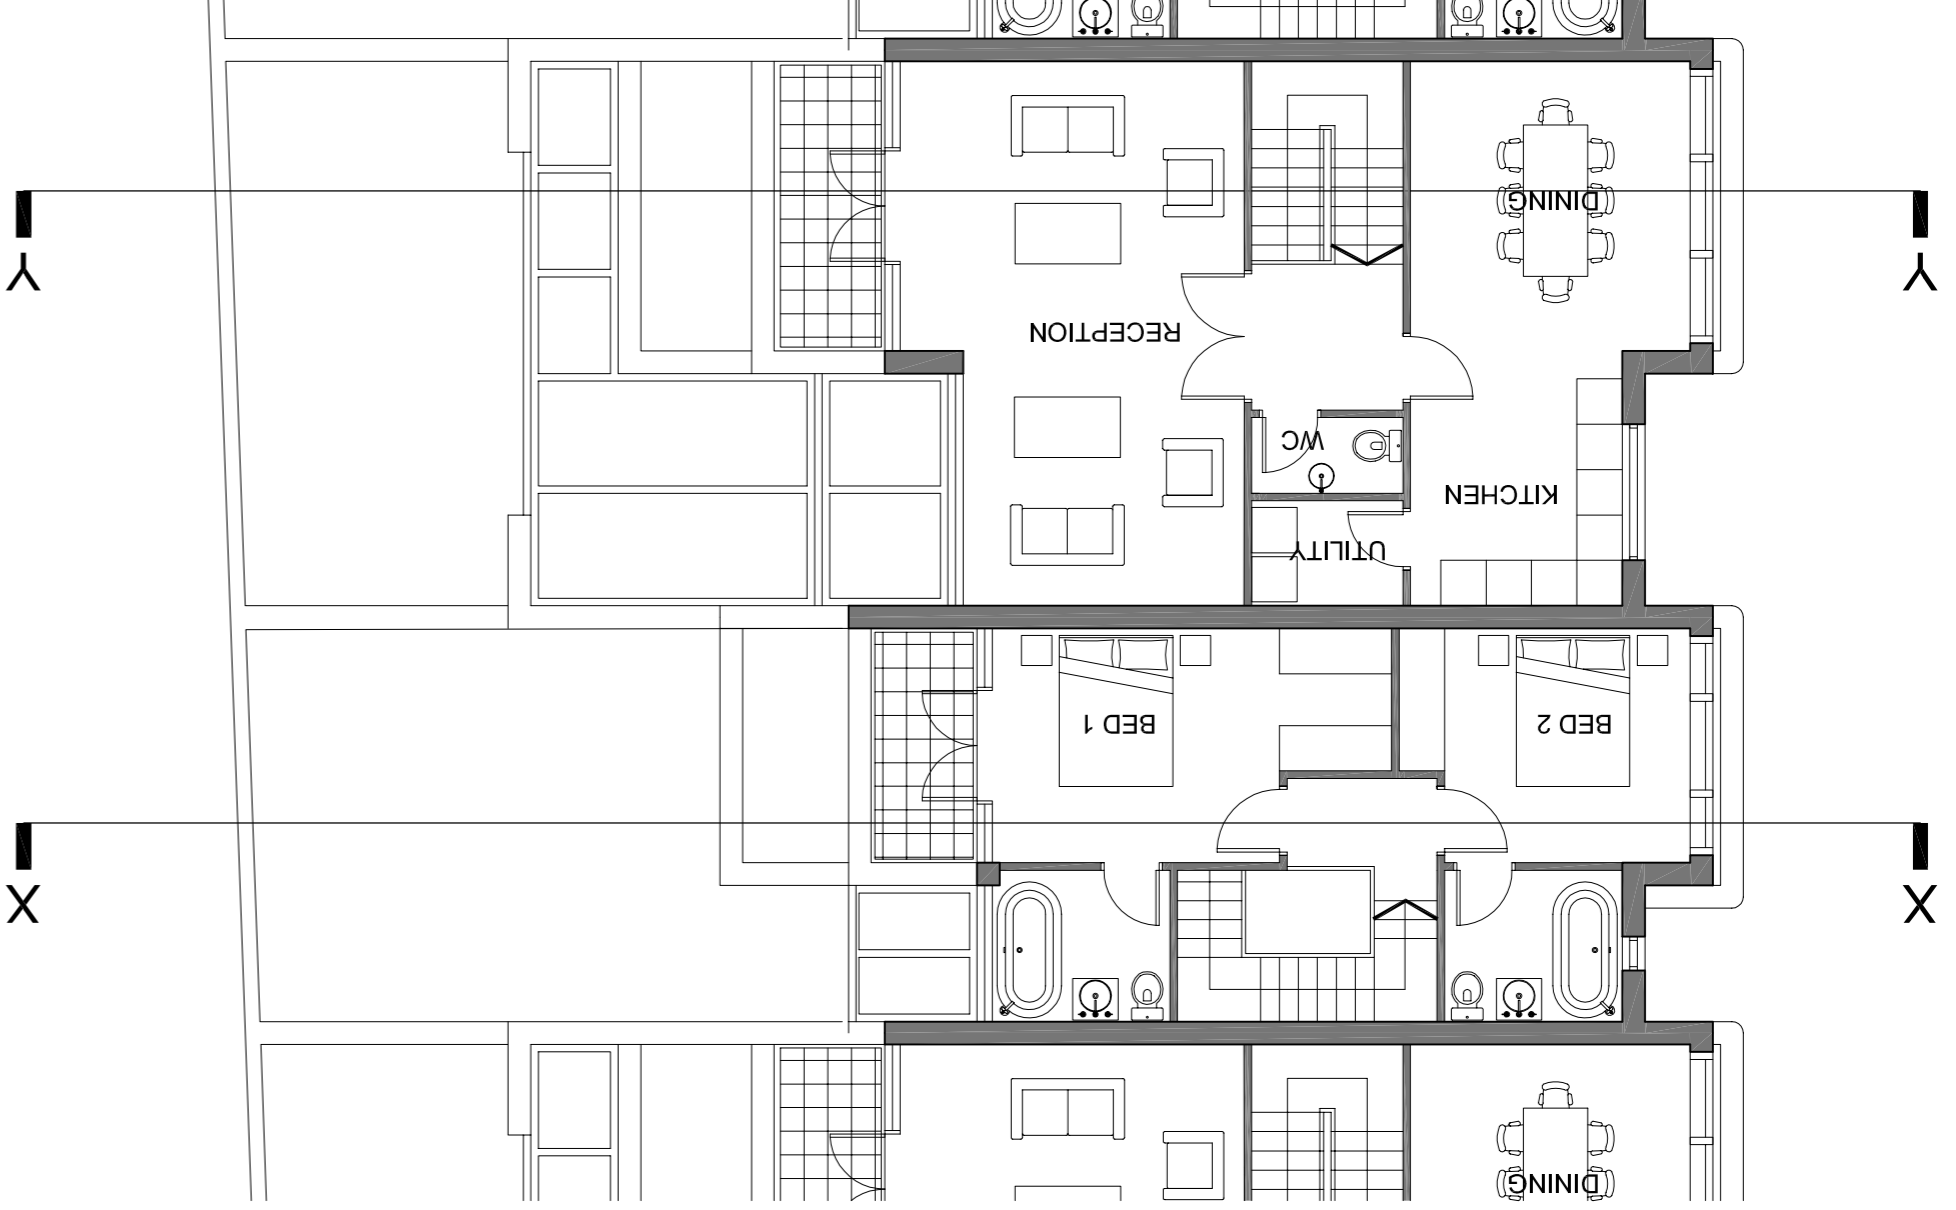 DINING
Y
Y
RECEPTION
WC
KITCHEN
UTILITY
BED 1
BED 2
X
X
DINING